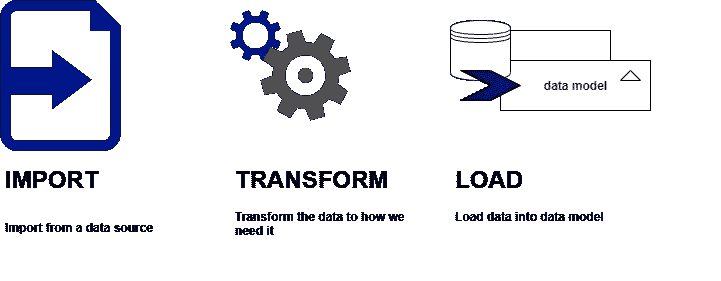 data model
IMPORT
TRANSFORM
LOAD
Import from a data source
Transform the data to how we
need it
Load data into data model